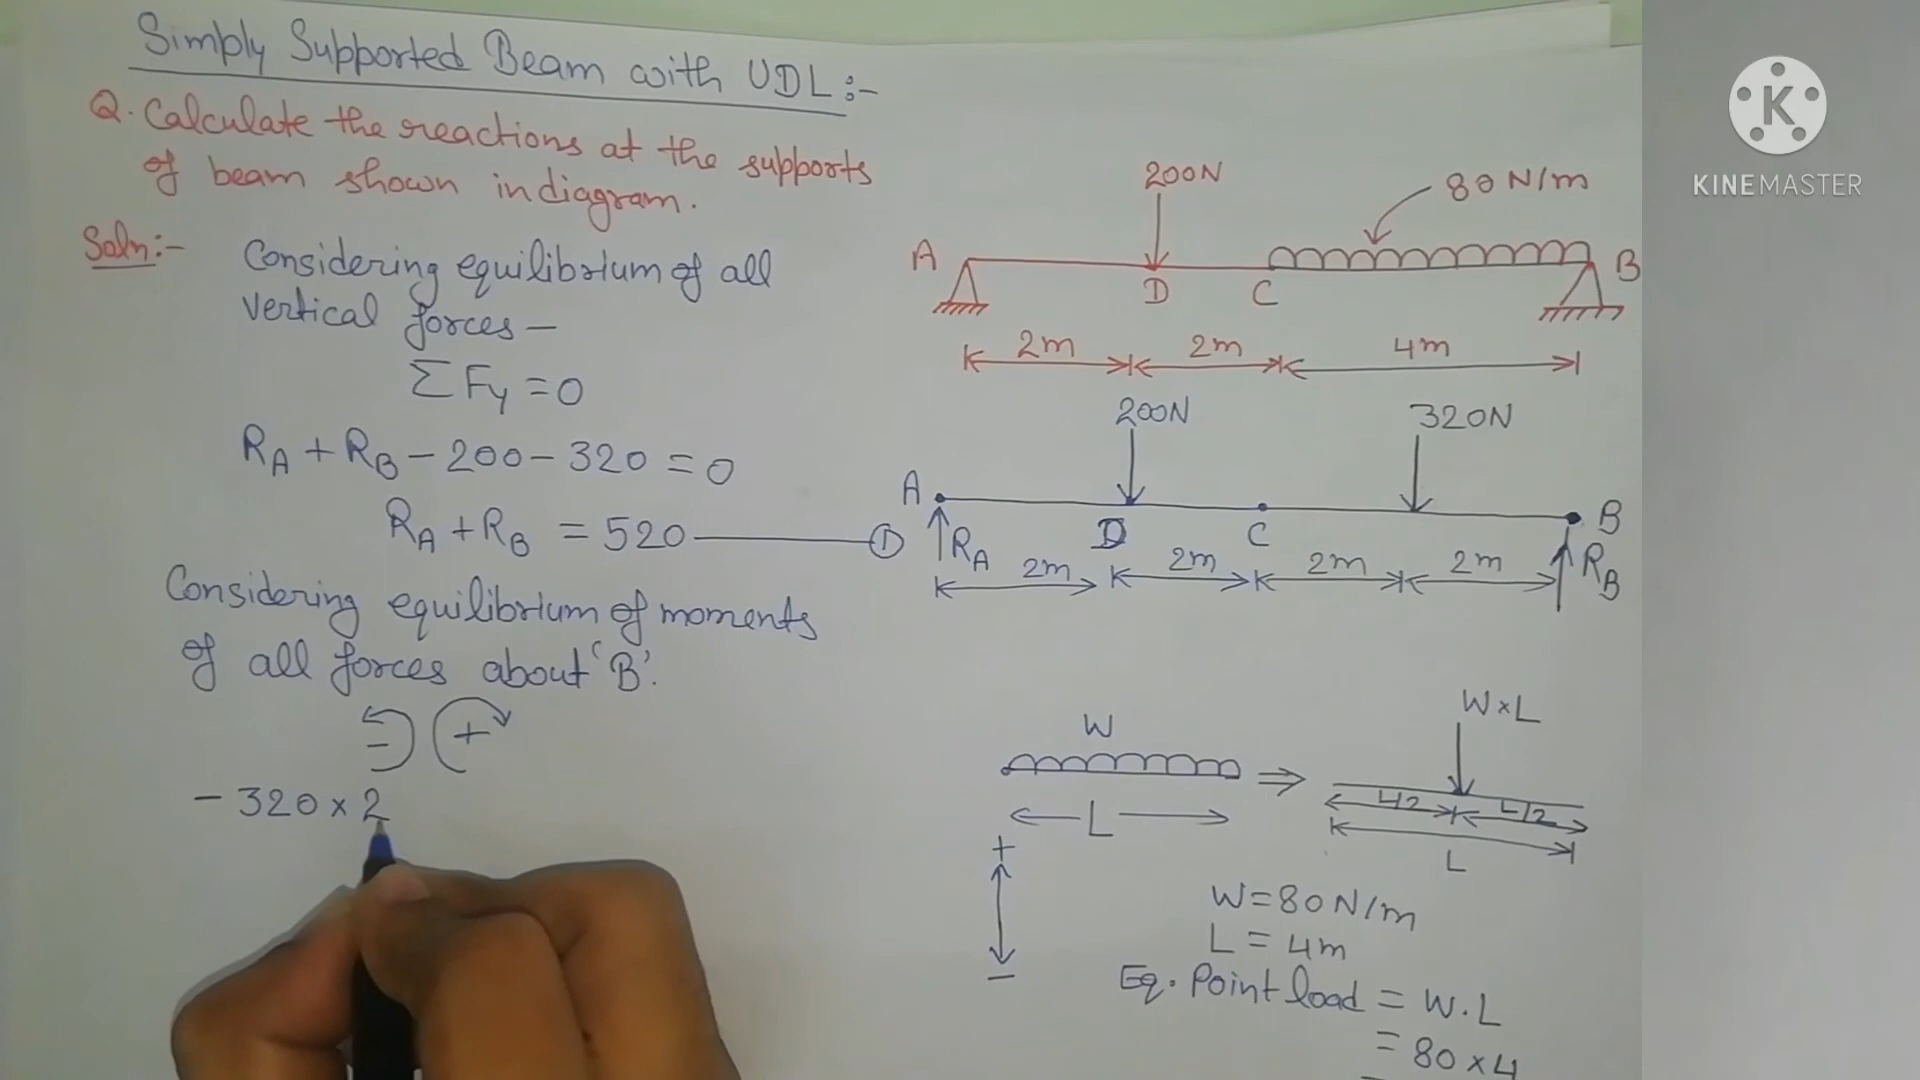 Simply Supported Beam with UDL:-
Q. Calculate the reactions at the supports
of beam shown in diagram.
Soln:-
Considering equilibrium of all
vertical forces -
ΣFy = 0
RA + RB - 200 - 320 = 0
RA + RB = 520 ——— ①
Considering equilibrium of moments
of all forces about 'B'.
- +
- 320 × 2
200N
80 N/m
A B
D C
2m 2m 4m
200N 320N
A B
D C
RA RB
2m 2m 2m 2m
W ⇒ W×L
L
L/2 L/2
L
+
-
W = 80 N/m
L = 4m
Eq. Point load = W.L
= 80 × 4
K
KINEMASTER